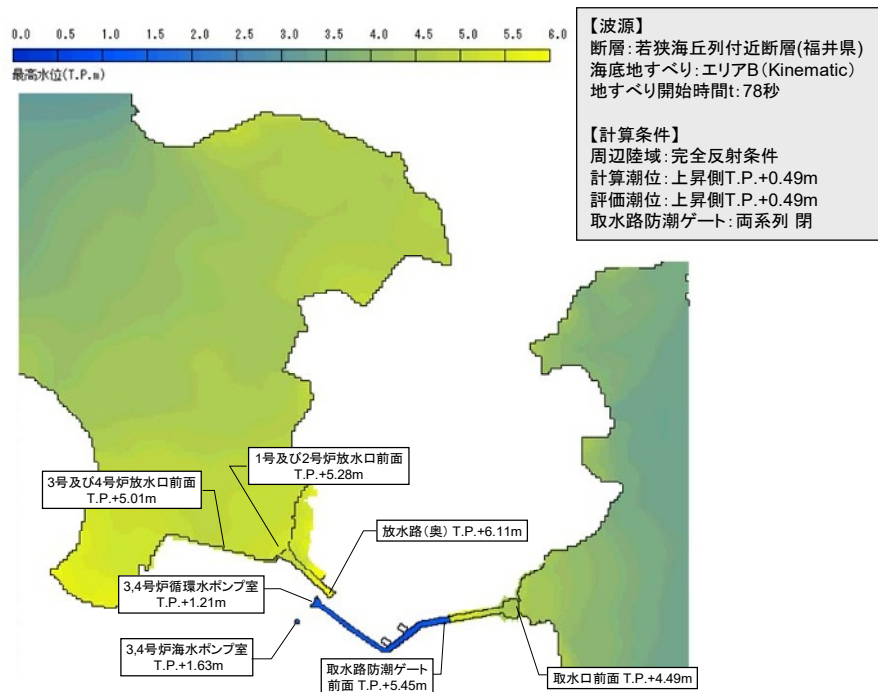 0.0 0.5 1.0 1.5 2.0 2.5 3.0 3.5 4.0 4.5 5.0 5.5 6.0
最高水位(T.P.m)
【波源】
断層:若狭海丘列付近断層(福井県)
海底地すべり:エリアB(Kinematic)
地すべり開始時間t:78秒
【計算条件】
周辺陸域:完全反射条件
計算潮位:上昇側T.P.+0.49m
評価潮位:上昇側T.P.+0.49m
取水路防潮ゲート:両系列 閉
1号及び2号炉放水口前面
T.P.+5.28m
3号及び4号炉放水口前面
T.P.+5.01m
放水路(奥) T.P.+6.11m
3,4号炉循環水ポンプ室
T.P.+1.21m
3,4号炉海水ポンプ室
T.P.+1.63m
取水路防潮ゲート
前面 T.P.+5.45m
取水口前面 T.P.+4.49m